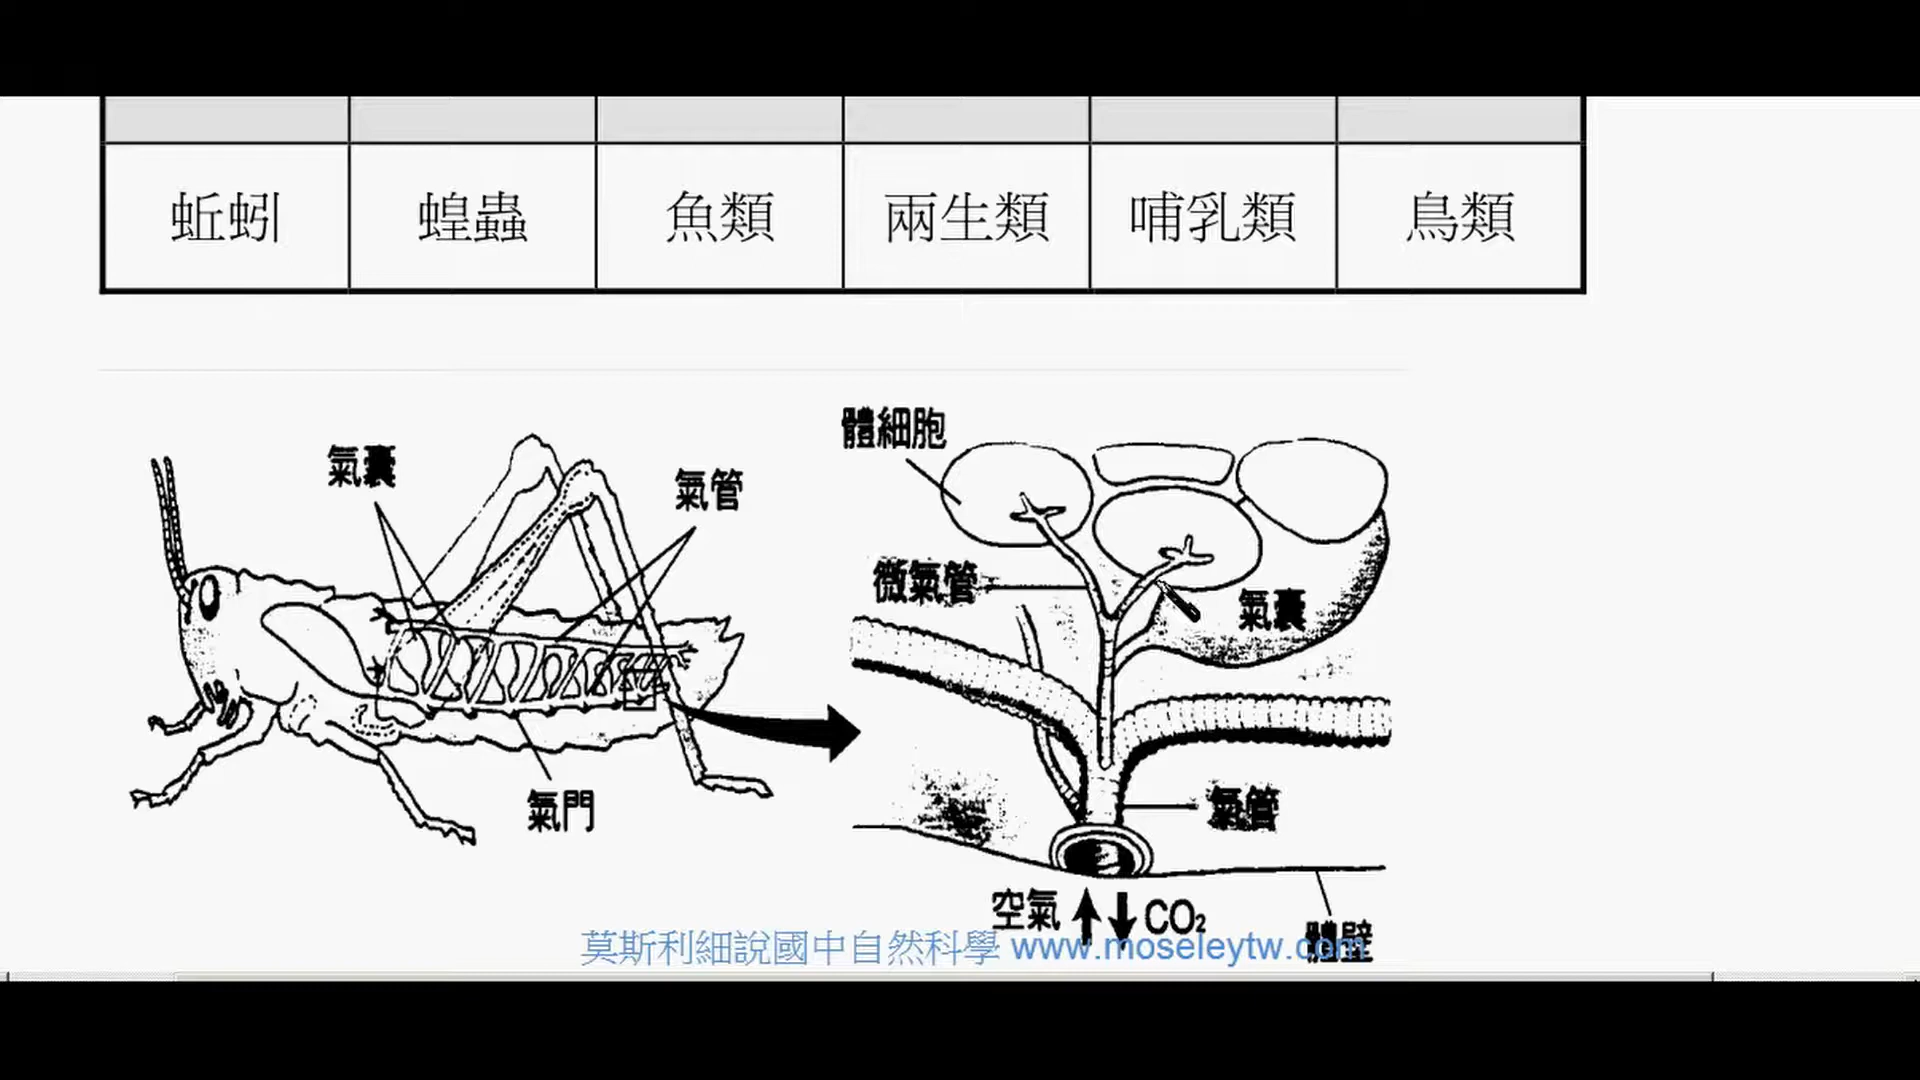 蚯蚓 蝗蟲 魚類 兩生類 哺乳類 鳥類
體細胞
氣囊
氣管
微氣管
氣囊
氣門
氣管
空氣 CO₂
體壁
莫斯利細說國中自然科學 www.moseleytw.com